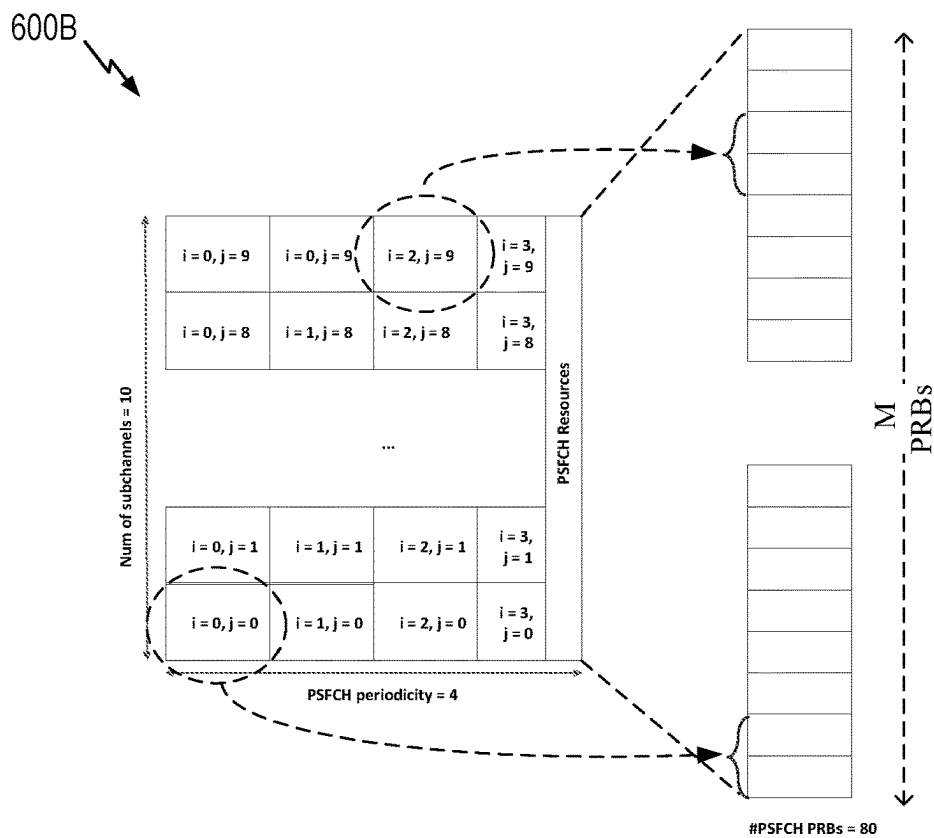 600B
i = 0, j = 9
i = 0, j = 9
i = 2, j = 9
i = 3,
j = 9
i = 0, j = 8
i = 1, j = 8
i = 2, j = 8
i = 3,
j = 8
Num of subchannels = 10
...
PSFCH Resources
M
PRBs
i = 0, j = 1
i = 1, j = 1
i = 2, j = 1
i = 3,
j = 1
i = 0, j = 0
i = 1, j = 0
i = 2, j = 0
i = 3,
j = 0
PSFCH periodicity = 4
#PSFCH PRBs = 80